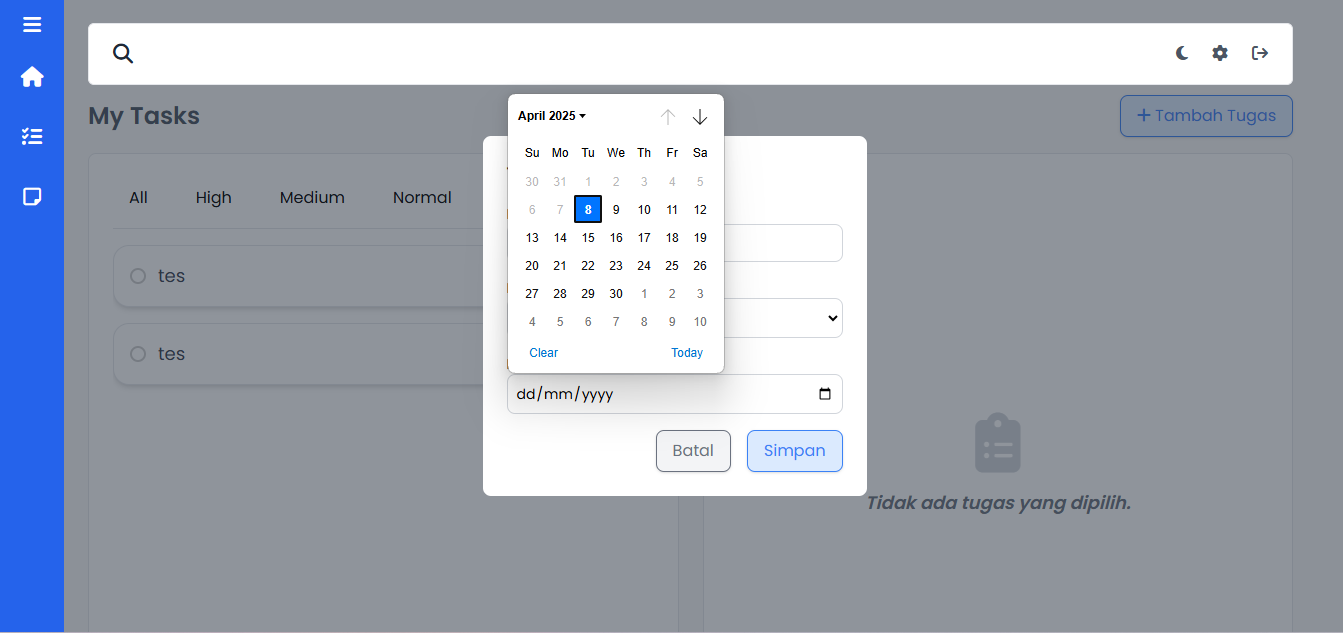 My Tasks
Tambah Tugas
All High Medium Normal
tes
tes
April 2025
Su Mo Tu We Th Fr Sa
30 31 1 2 3 4 5
6 7 8 9 10 11 12
13 14 15 16 17 18 19
20 21 22 23 24 25 26
27 28 29 30 1 2 3
4 5 6 7 8 9 10
Clear Today
dd/mm/yyyy
Batal Simpan
Tidak ada tugas yang dipilih.